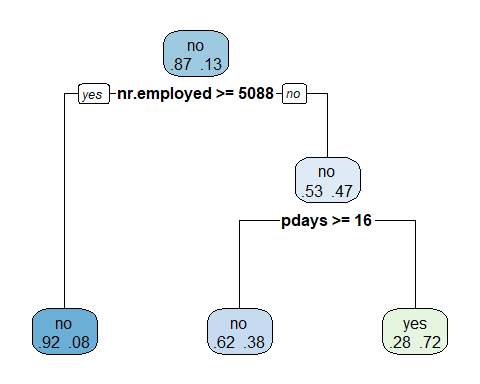 no
.87 .13
yes nr.employed >= 5088 no
no
.53 .47
pdays >= 16
no
.92 .08
no
.62 .38
yes
.28 .72